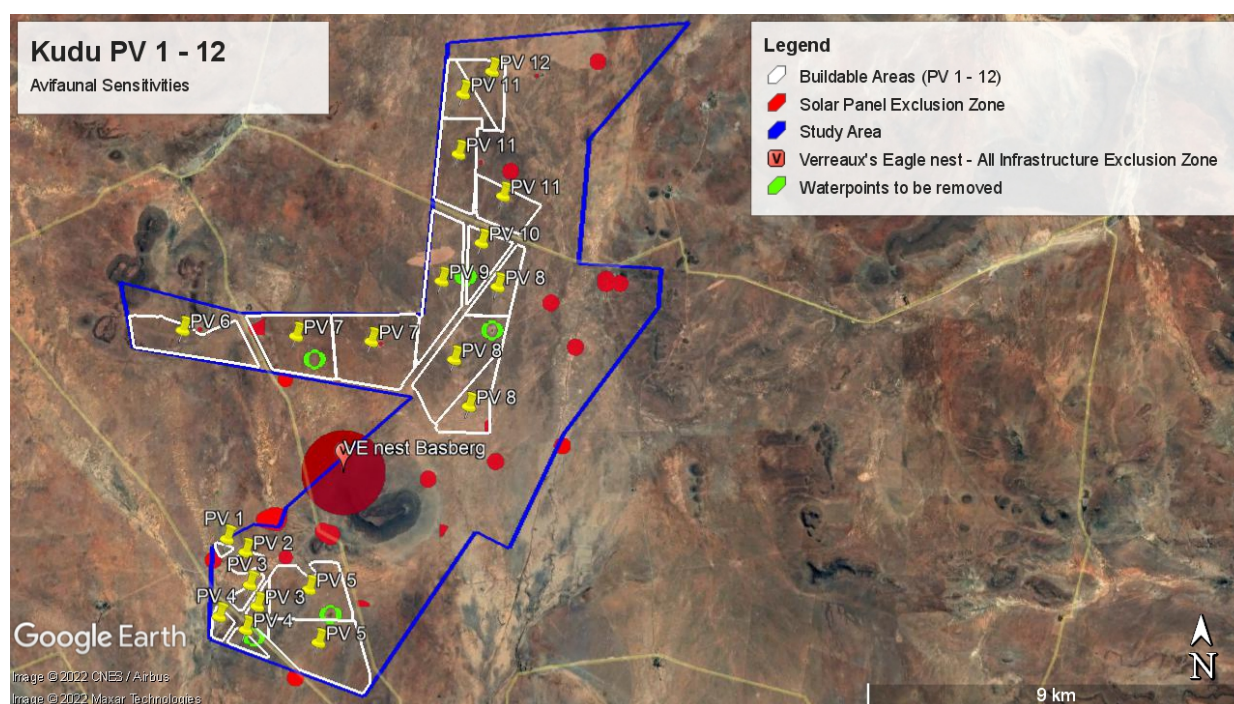 Kudu PV 1 - 12
Avifaunal Sensitivities
Legend
Buildable Areas (PV 1 - 12)
Solar Panel Exclusion Zone
Study Area
V
Verreaux's Eagle nest - All Infrastructure Exclusion Zone
Waterpoints to be removed
PV 12
PV 11
PV 11
PV 11
PV 10
PV 9
PV 8
PV 6
PV 7
PV 7
PV 8
PV 8
VE nest Basberg
PV 1
PV 2
PV 3
PV 5
PV 3
PV 4
PV 4
PV 5
Google Earth
Image © 2022 CNES / Airbus
Image © 2022 Maxar Technologies
N
9 km